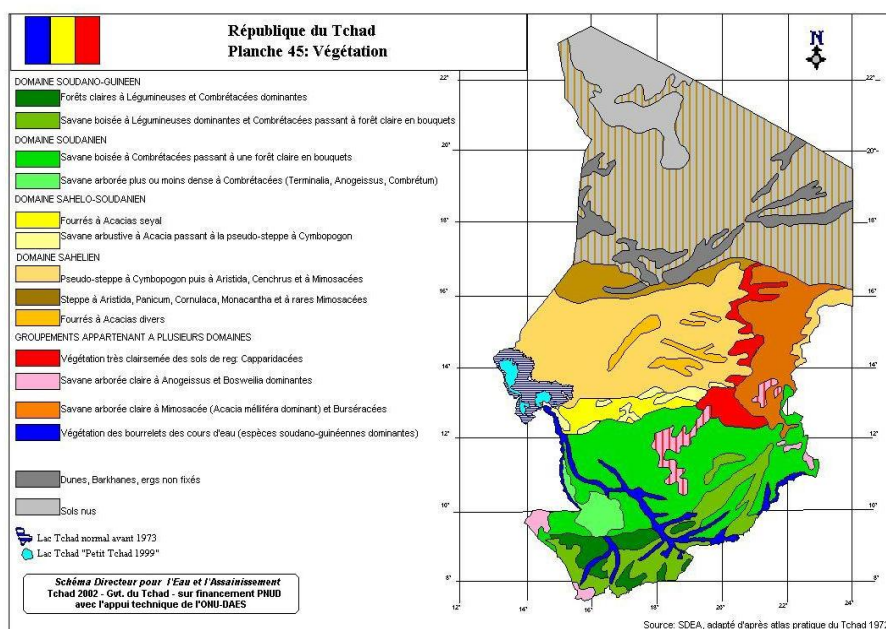 République du Tchad
Planche 45: Végétation
N
DOMAINE SOUDANO-GUINEEN
Forêts claires à Légumineuses et Combrétacées dominantes
Savane boisée à Légumineuses dominantes et Combrétacées passant à forêt claire en bouquets
DOMAINE SOUDANIEN
Savane boisée à Combrétacées passant à une forêt claire en bouquets
Savane arborée plus ou moins dense à Combrétacées (Terminalia, Anogeissus, Combrétum)
DOMAINE SAHELO-SOUDANIEN
Fourrés à Acacias seyal
Savane arbustive à Acacia passant à la pseudo-steppe à Cymbopogon
DOMAINE SAHELIEN
Pseudo-steppe à Cymbopogon puis à Aristida, Cenchrus et à Mimosacées
Steppe à Aristida, Panicum, Cornulaca, Monacantha et à rares Mimosacées
Fourrés à Acacias divers
GROUPEMENTS APPARTENANT A PLUSIEURS DOMAINES
Végétation très clairsemée des sols de reg: Capparidacées
Savane arborée claire à Anogeissus et Bosweilia dominantes
Savane arborée claire à Mimosacée (Acacia mélliféra dominant) et Burséracées
Végétation des bourrelets des cours d'eau (espèces soudano-guinéennes dominantes)
Dunes, Barkhanes, ergs non fixés
Sols nus
Lac Tchad normal avant 1973
Lac Tchad "Petit Tchad 1999"
Schéma Directeur pour l'Eau et l'Assainissement
Tchad 2002 - Gvt. du Tchad - sur financement PNUD
avec l'appui technique de l'ONU-DAES
22°
20°
18°
16°
14°
12°
10°
8°
12°
14°
16°
18°
20°
22°
24°
Source: SDEA, adapté d'après atlas pratique du Tchad 1972